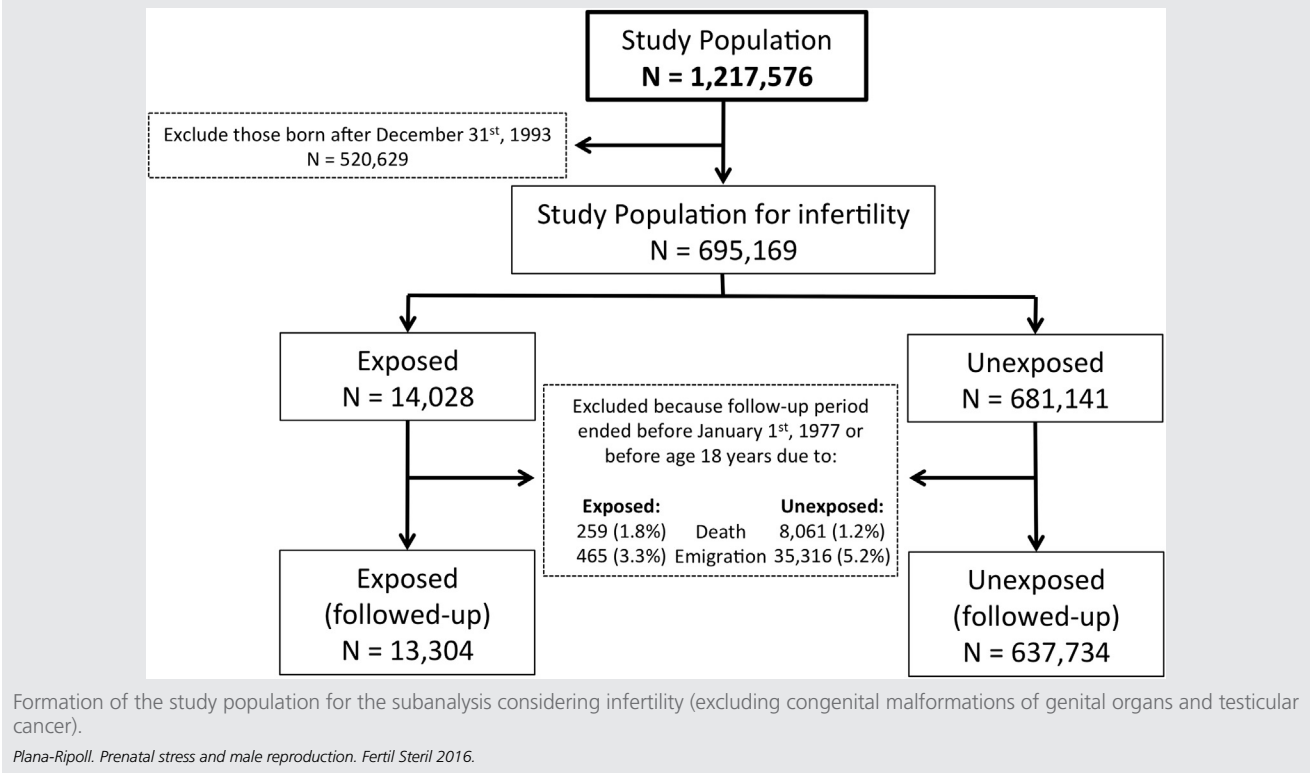 Study Population
N = 1,217,576
Exclude those born after December 31st, 1993
N = 520,629
Study Population for infertility
N = 695,169
Exposed
N = 14,028
Unexposed
N = 681,141
Excluded because follow-up period
ended before January 1st, 1977 or
before age 18 years due to:
Exposed: Unexposed:
259 (1.8%) Death 8,061 (1.2%)
465 (3.3%) Emigration 35,316 (5.2%)
Exposed
(followed-up)
N = 13,304
Unexposed
(followed-up)
N = 637,734
Formation of the study population for the subanalysis considering infertility (excluding congenital malformations of genital organs and testicular
cancer).
Plana-Ripoll. Prenatal stress and male reproduction. Fertil Steril 2016.